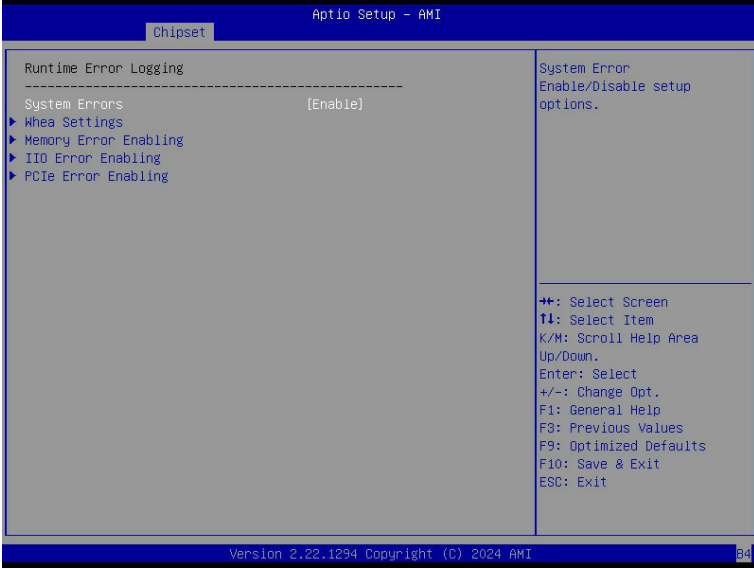 Aptio Setup – AMI
Chipset
Runtime Error Logging
--------------------------------------------------
System Errors [Enable]
▶ Whea Settings
▶ Memory Error Enabling
▶ IIO Error Enabling
▶ PCIe Error Enabling
System Error
Enable/Disable setup
options.
→←: Select Screen
↑↓: Select Item
K/M: Scroll Help Area
Up/Down.
Enter: Select
+/-: Change Opt.
F1: General Help
F3: Previous Values
F9: Optimized Defaults
F10: Save & Exit
ESC: Exit
Version 2.22.1294 Copyright (C) 2024 AMI
B4